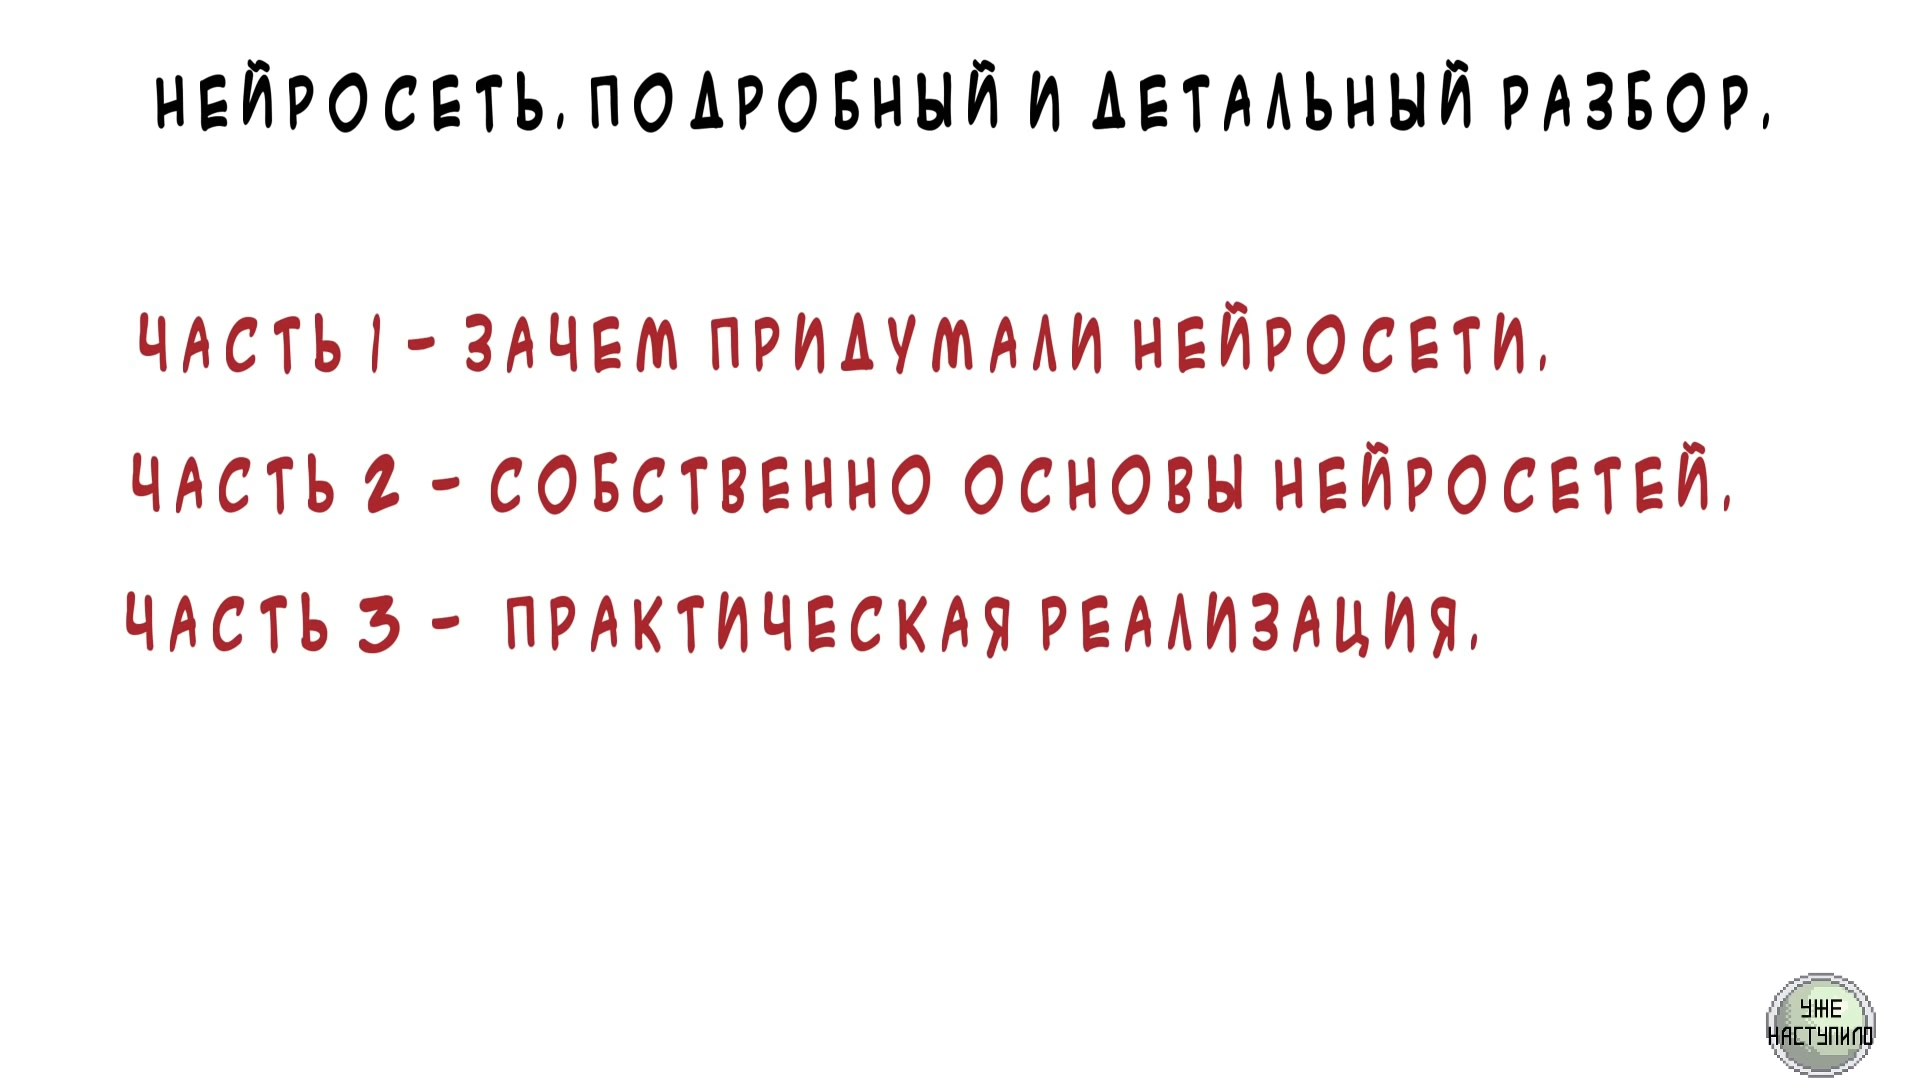 НЕЙРОСЕТЬ. ПОДРОБНЫЙ И ДЕТАЛЬНЫЙ РАЗБОР.
ЧАСТЬ 1 - ЗАЧЕМ ПРИДУМАЛИ НЕЙРОСЕТИ.
ЧАСТЬ 2 - СОБСТВЕННО ОСНОВЫ НЕЙРОСЕТЕЙ.
ЧАСТЬ 3 - ПРАКТИЧЕСКАЯ РЕАЛИЗАЦИЯ.
УЖЕ
НАСТУПИЛО